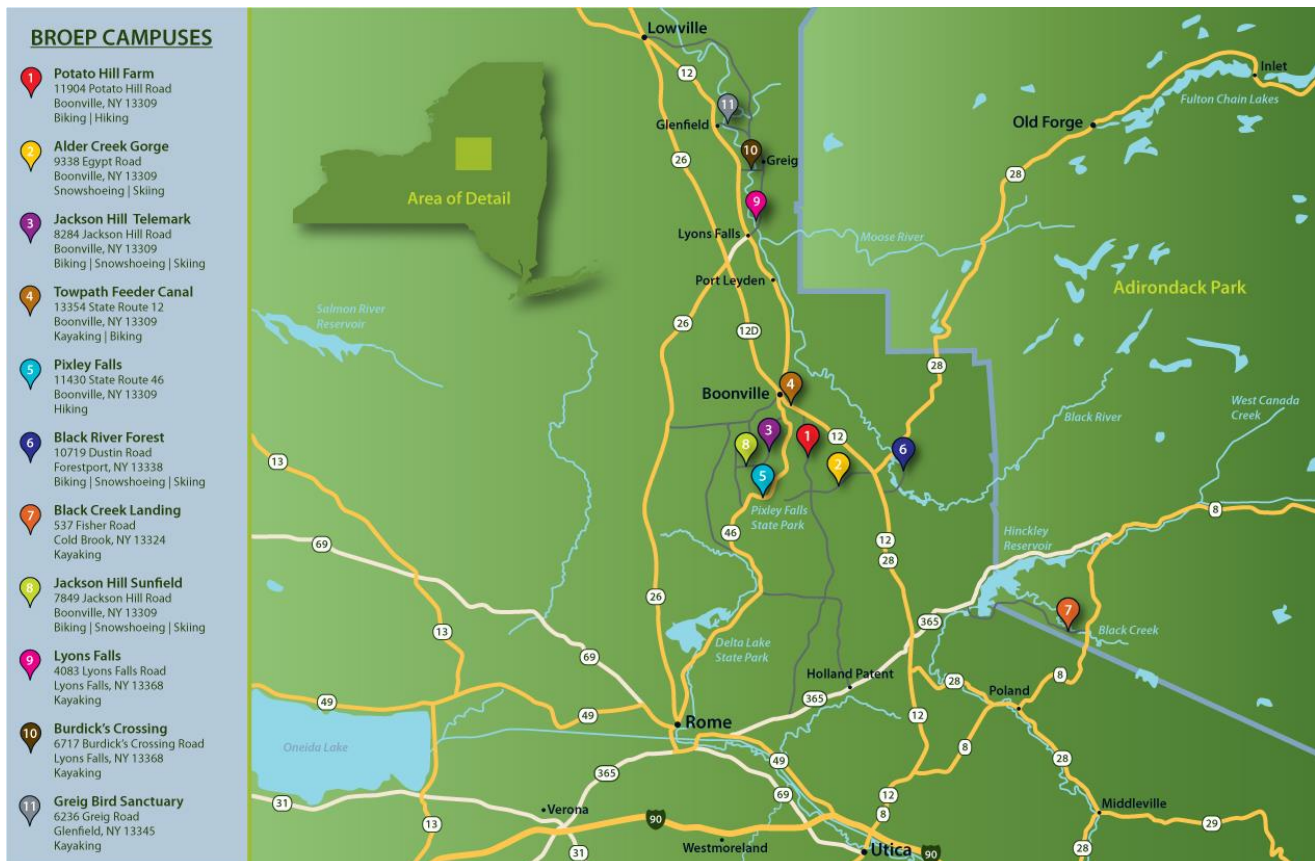 BROEP CAMPUSES
1
Potato Hill Farm
11904 Potato Hill Road
Boonville, NY 13309
Biking | Hiking
2
Alder Creek Gorge
9338 Egypt Road
Boonville, NY 13309
Snowshoeing | Skiing
3
Jackson Hill Telemark
8284 Jackson Hill Road
Boonville, NY 13309
Biking | Snowshoeing | Skiing
4
Towpath Feeder Canal
13354 State Route 12
Boonville, NY 13309
Kayaking | Biking
5
Pixley Falls
11430 State Route 46
Boonville, NY 13309
Hiking
6
Black River Forest
10719 Dustin Road
Forestport, NY 13338
Biking | Snowshoeing | Skiing
7
Black Creek Landing
537 Fisher Road
Cold Brook, NY 13324
Kayaking
8
Jackson Hill Sunfield
7849 Jackson Hill Road
Boonville, NY 13309
Biking | Snowshoeing | Skiing
9
Lyons Falls
4083 Lyons Falls Road
Lyons Falls, NY 13368
Kayaking
10
Burdick's Crossing
6717 Burdick's Crossing Road
Lyons Falls, NY 13368
Kayaking
11
Greig Bird Sanctuary
6236 Greig Road
Glenfield, NY 13345
Kayaking
Area of Detail
Lowville
12
Inlet
Fulton Chain Lakes
11
Glenfield
Old Forge
10
Greig
26
28
9
Lyons Falls
Moose River
Port Leyden
Adirondack Park
Salmon River
Reservoir
26
12D
28
Boonville
4
West Canada
Creek
Black River
3
1
12
8
6
2
5
13
Pixley Falls
State Park
8
46
12
Hinckley
Reservoir
69
28
26
7
365
13
Delta Lake
State Park
Black Creek
69
Holland Patent
8
28
365
Poland
49
49
Rome
12
Oneida Lake
8
49
28
365
69
12
31
Verona
8
Middleville
13
90
29
Westmoreland
31
Utica
90
28